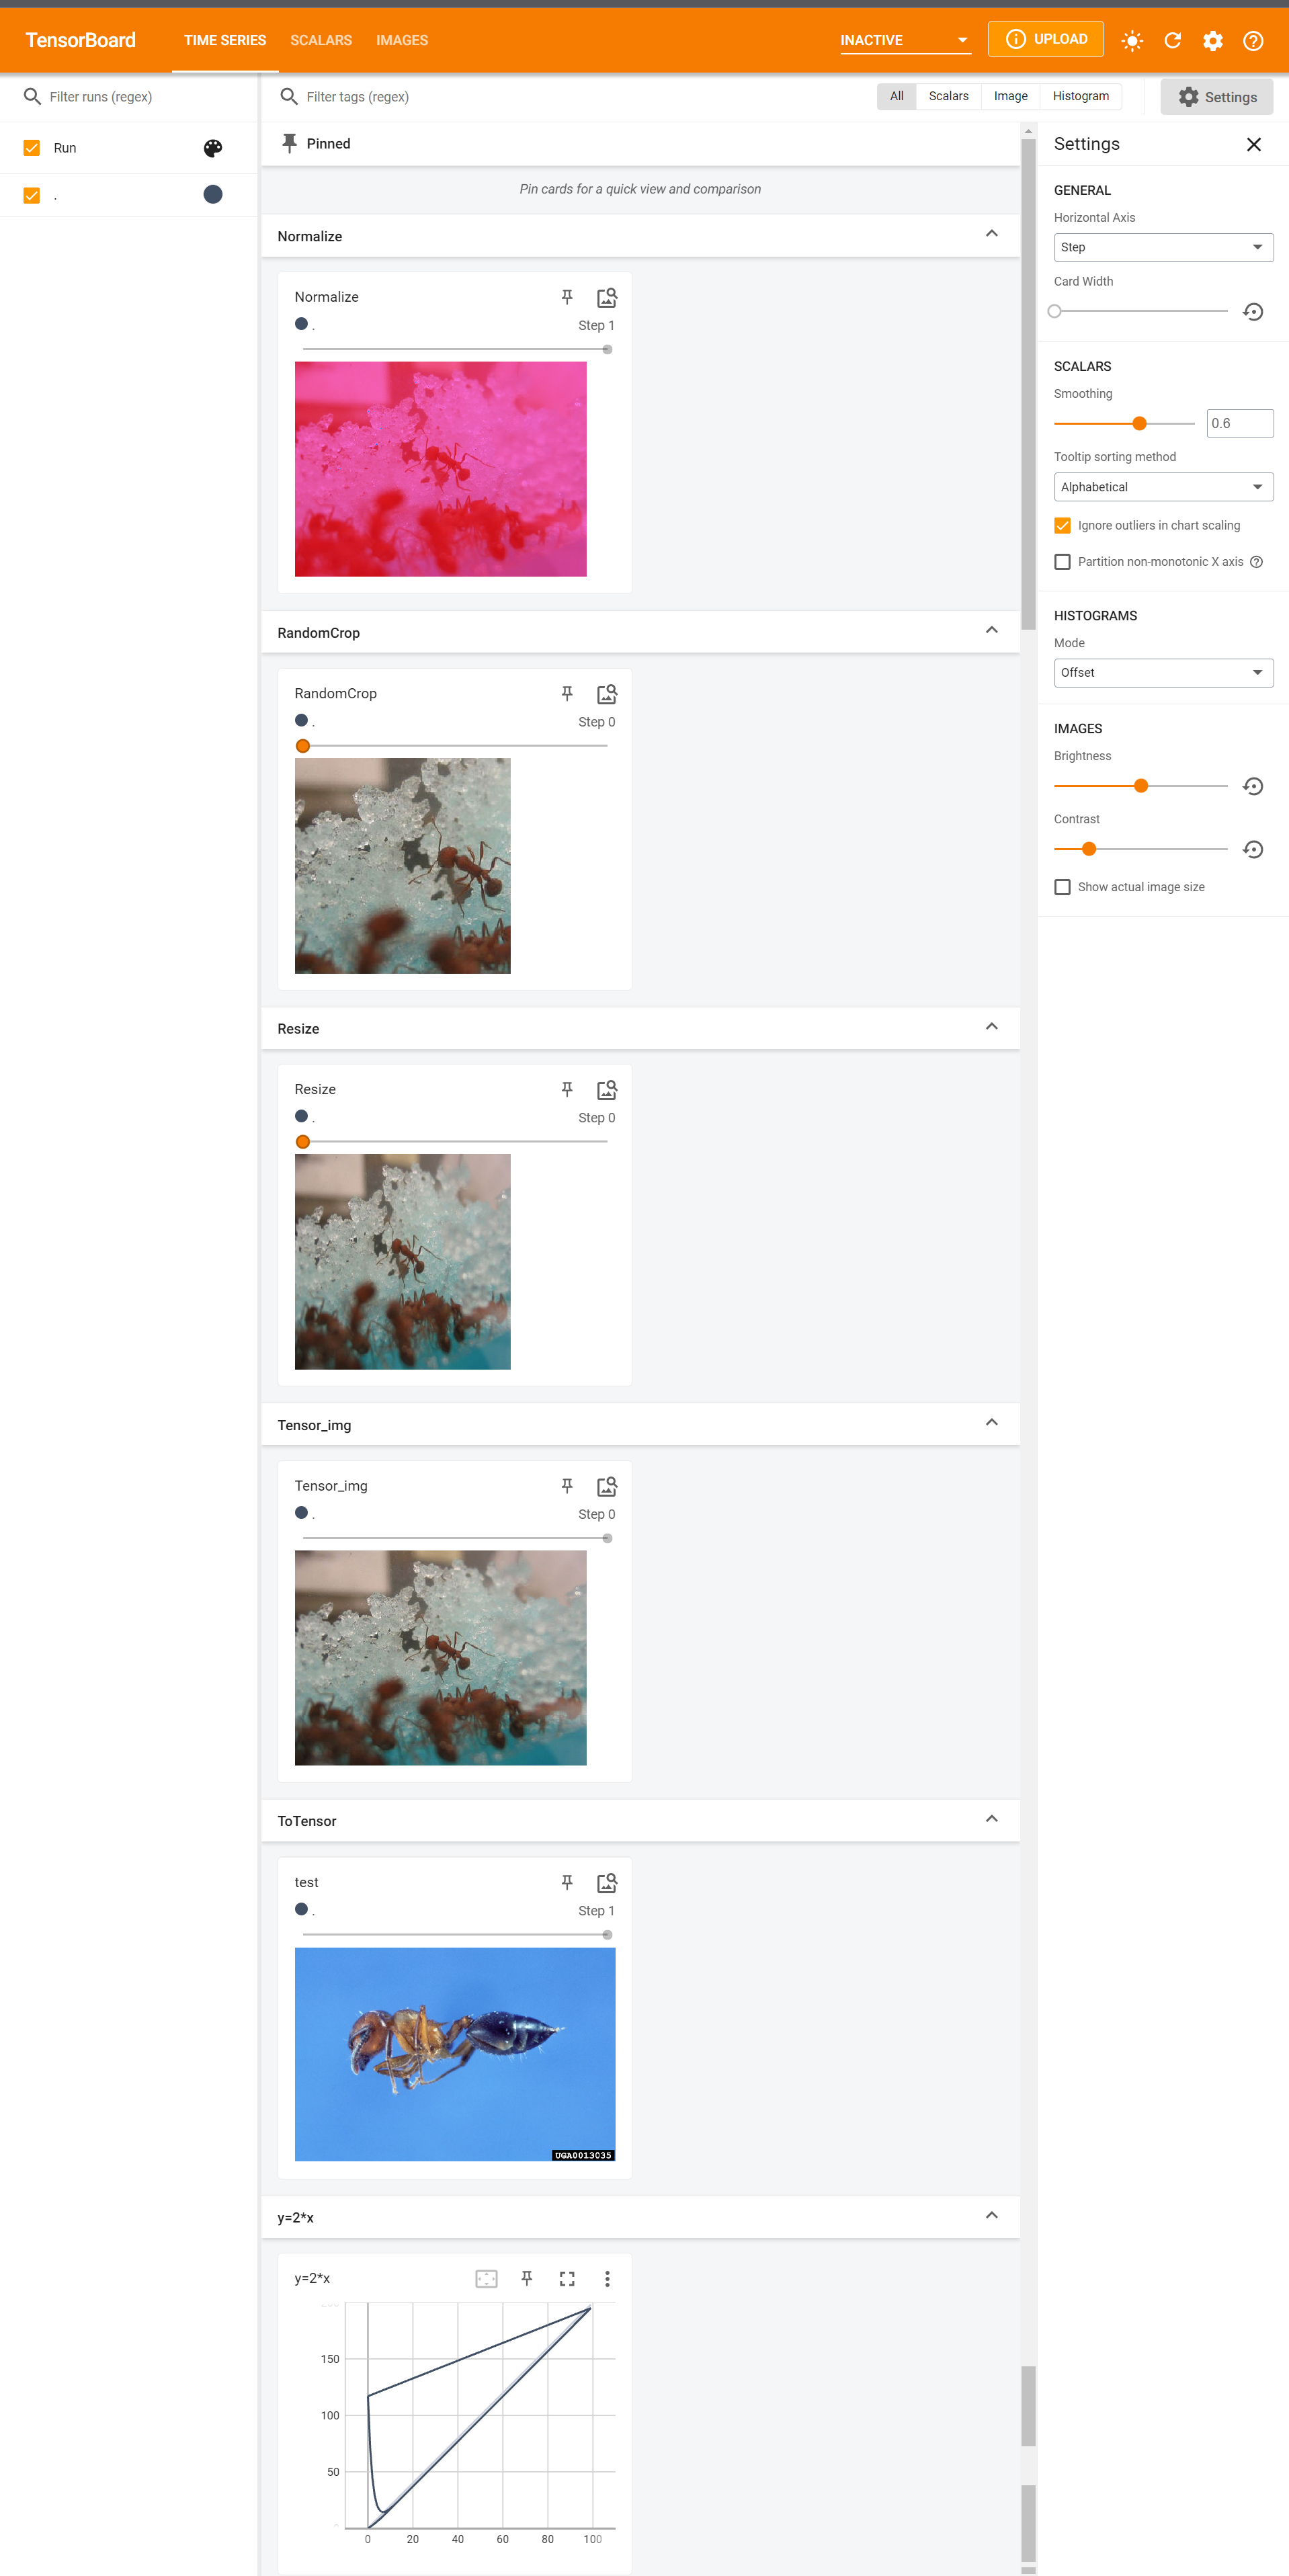 TensorBoard
TIME SERIES
SCALARS
IMAGES
INACTIVE
UPLOAD
Filter runs (regex)
Run
.
Filter tags (regex)
All
Scalars
Image
Histogram
Settings
Pinned
Pin cards for a quick view and comparison
Normalize
Normalize
.
Step 1
RandomCrop
RandomCrop
.
Step 0
Resize
Resize
.
Step 0
Tensor_img
Tensor_img
.
Step 0
ToTensor
test
.
Step 1
UGA0013035
y=2*x
y=2*x
150
100
50
0
20
40
60
80
100
Settings
GENERAL
Horizontal Axis
Step
Card Width
SCALARS
Smoothing
0.6
Tooltip sorting method
Alphabetical
Ignore outliers in chart scaling
Partition non-monotonic X axis
HISTOGRAMS
Mode
Offset
IMAGES
Brightness
Contrast
Show actual image size